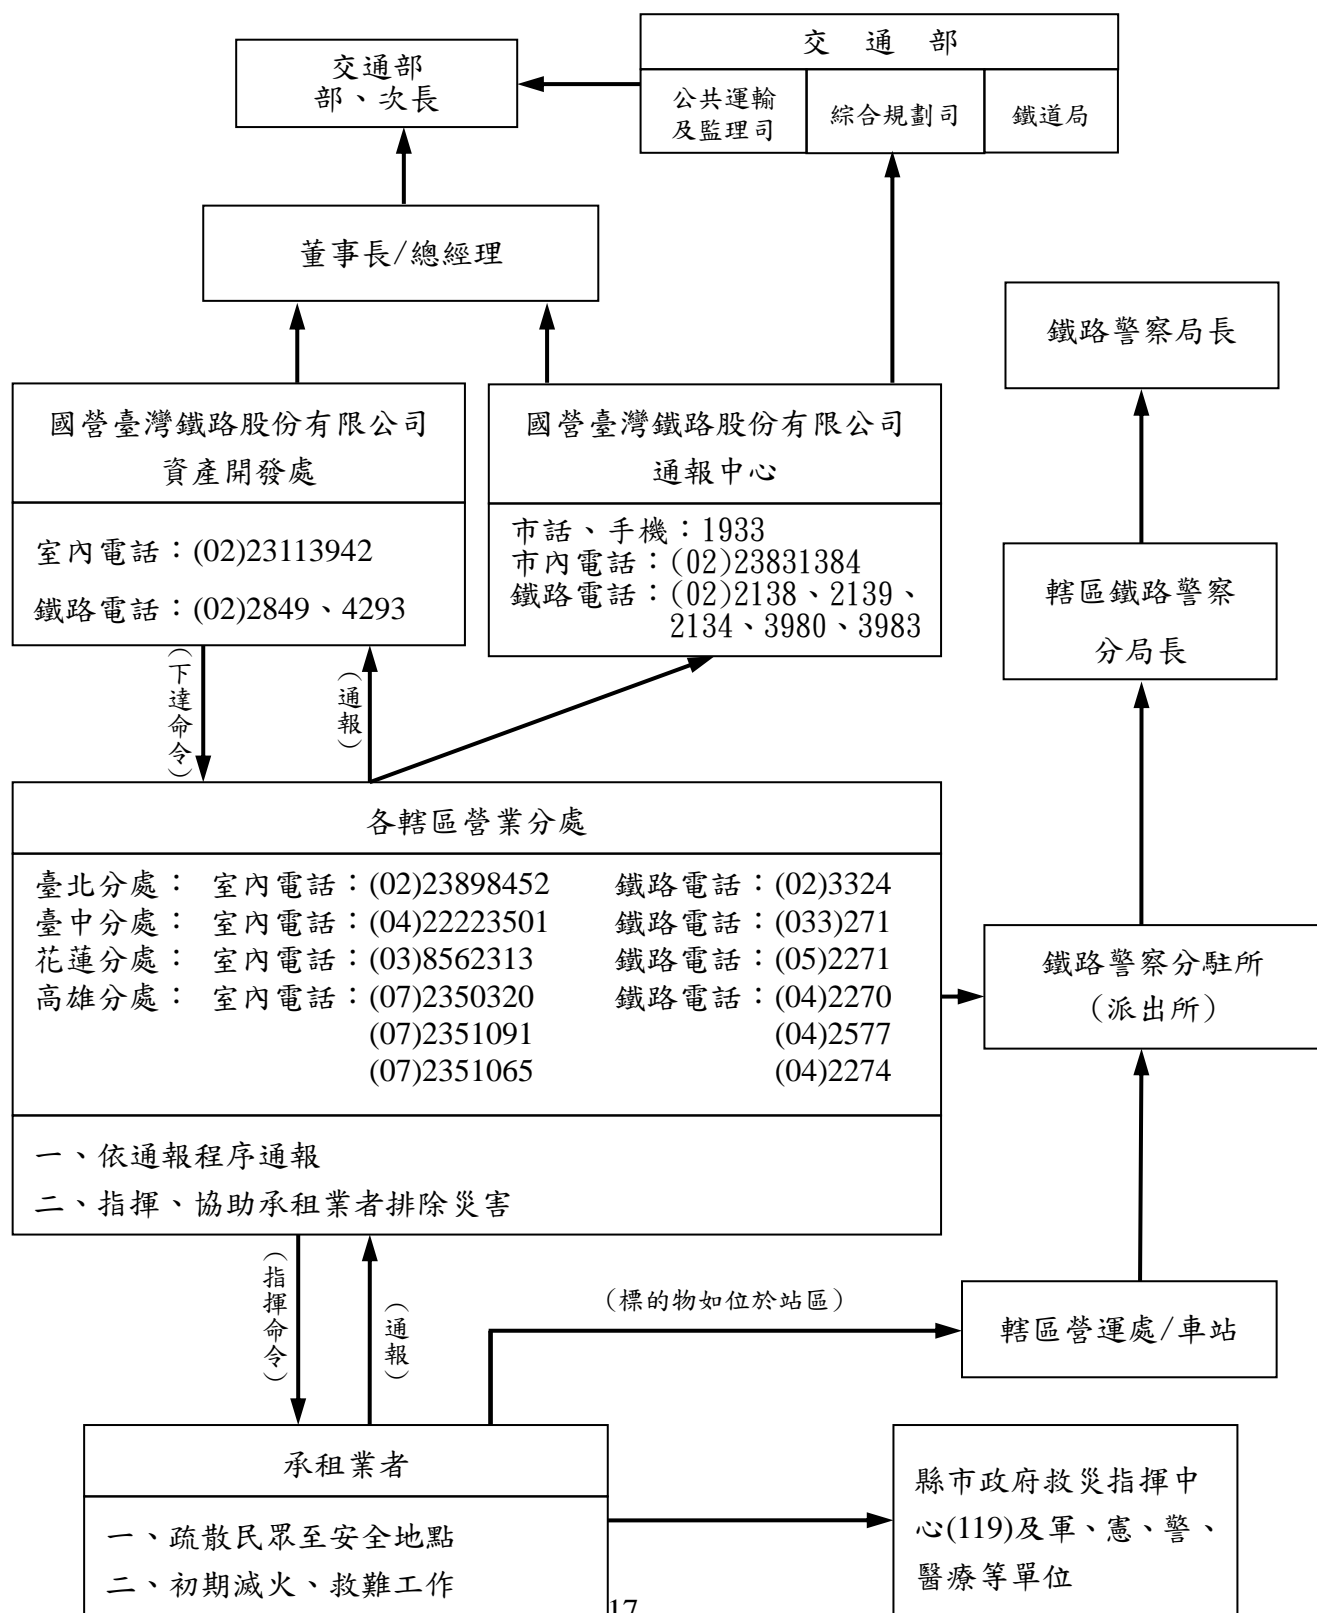 交通部
部、次長
交 通 部
公共運輸
及監理司
綜合規劃司
鐵道局
董事長/總經理
鐵路警察局長
國營臺灣鐵路股份有限公司
資產開發處
室內電話：(02)23113942
鐵路電話：(02)2849、4293
國營臺灣鐵路股份有限公司
通報中心
市話、手機：1933
市內電話：(02)23831384
鐵路電話：(02)2138、2139、
2134、3980、3983
轄區鐵路警察
分局長
(下達命令)
(通報)
各轄區營業分處
臺北分處： 室內電話：(02)23898452 鐵路電話：(02)3324
臺中分處： 室內電話：(04)22223501 鐵路電話：(033)271
花蓮分處： 室內電話：(03)8562313 鐵路電話：(05)2271
高雄分處： 室內電話：(07)2350320 鐵路電話：(04)2270
(07)2351091 (04)2577
(07)2351065 (04)2274
一、依通報程序通報
二、指揮、協助承租業者排除災害
鐵路警察分駐所
(派出所)
(指揮命令)
(通報)
(標的物如位於站區)
轄區營運處/車站
承租業者
一、疏散民眾至安全地點
二、初期滅火、救難工作
縣市政府救災指揮中
心(119)及軍、憲、警、
醫療等單位
17